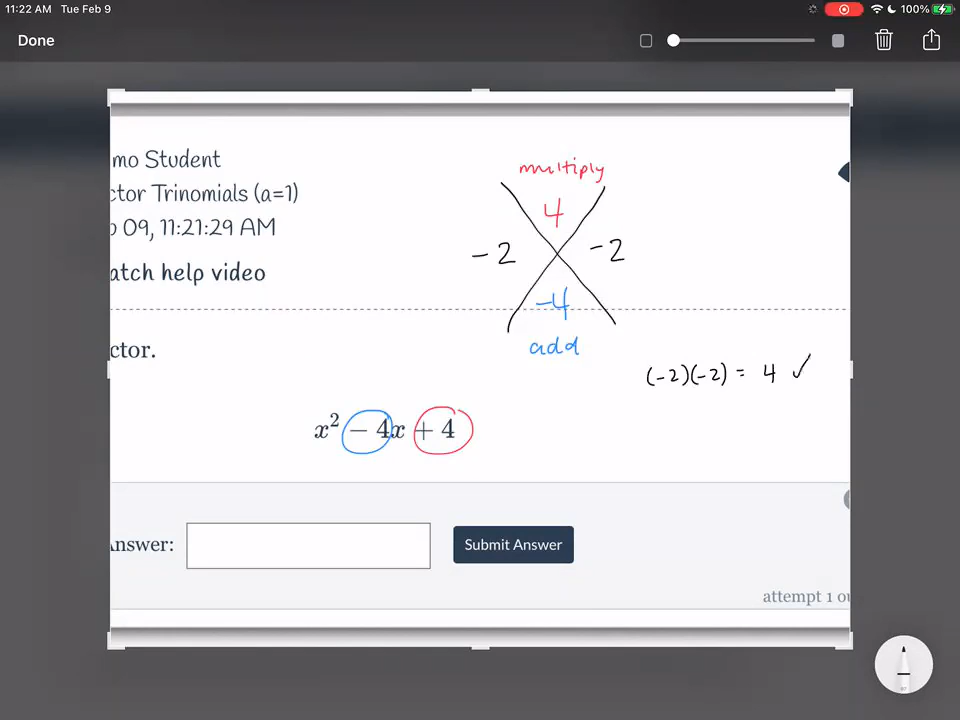 11:22 AM Tue Feb 9
100%
Done
mo Student
ctor Trinomials (a=1)
09, 11:21:29 AM
atch help video
ctor.
multiply
4
-2
-2
-4
add
(-2)(-2) = 4 ✓
x² − 4x + 4
Answer:
Submit Answer
attempt 1 ou